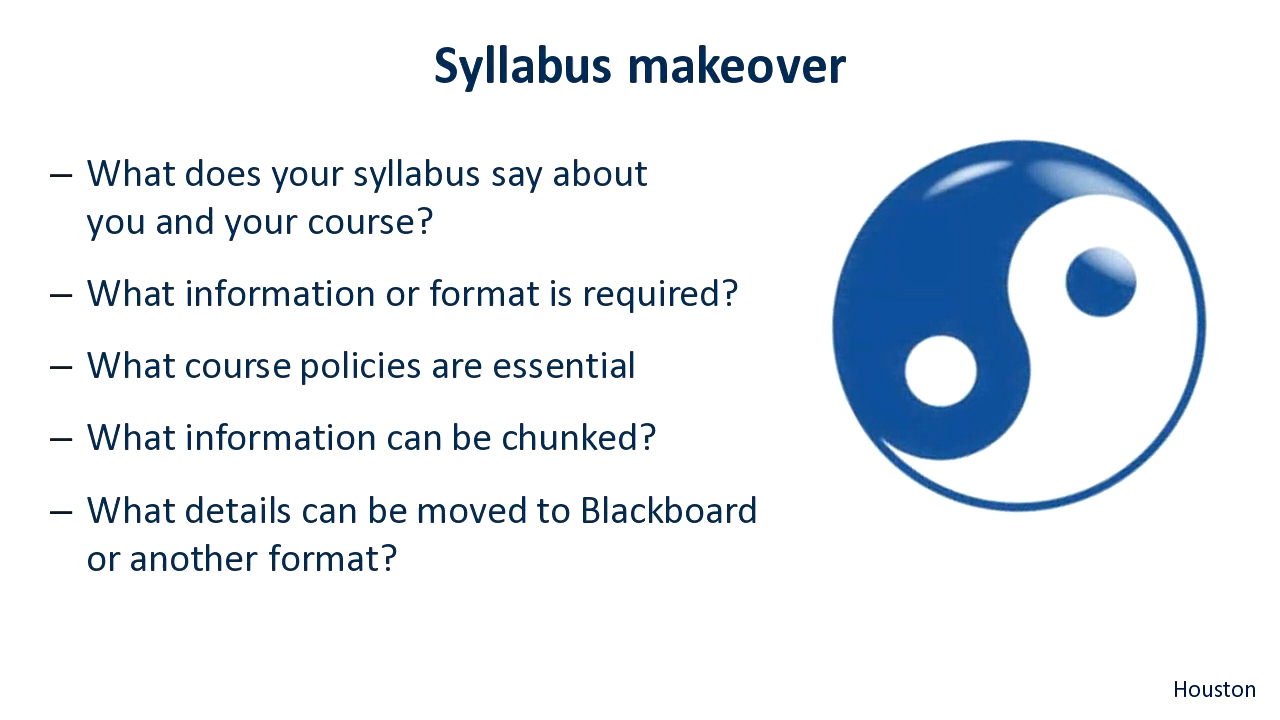 Syllabus makeover
– What does your syllabus say about
you and your course?
– What information or format is required?
– What course policies are essential
– What information can be chunked?
– What details can be moved to Blackboard
or another format?
Houston